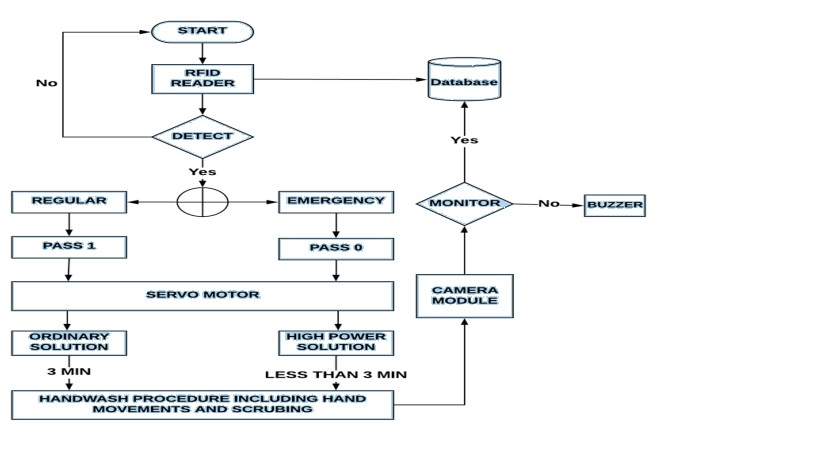 START
RFID
READER
Database
No
DETECT
Yes
Yes
REGULAR
EMERGENCY
MONITOR
No
BUZZER
PASS 1
PASS 0
SERVO MOTOR
CAMERA
MODULE
ORDINARY
SOLUTION
HIGH POWER
SOLUTION
3 MIN
LESS THAN 3 MIN
HANDWASH PROCEDURE INCLUDING HAND
MOVEMENTS AND SCRUBING